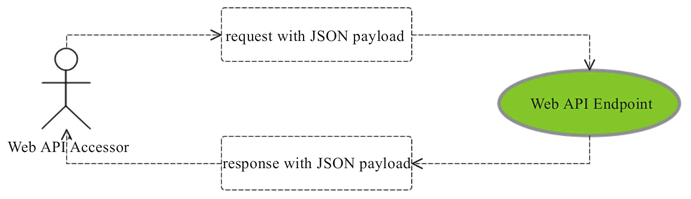 request with JSON payload
Web API Endpoint
Web API Accessor
response with JSON payload